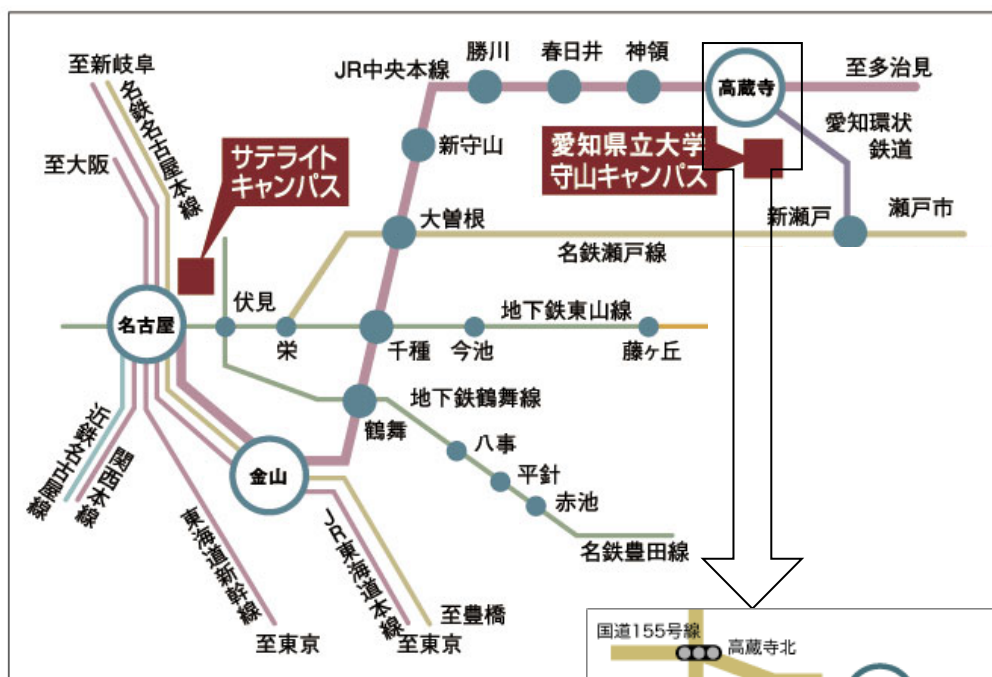 至新岐阜
名鉄名古屋本線
至大阪
サテライト
キャンパス
JR中央本線
勝川
春日井
神領
高蔵寺
至多治見
愛知環状
鉄道
新守山
愛知県立大学
守山キャンパス
大曽根
新瀬戸
瀬戸市
名鉄瀬戸線
名古屋
伏見
栄
千種
今池
地下鉄東山線
藤ヶ丘
地下鉄鶴舞線
鶴舞
八事
平針
赤池
名鉄豊田線
金山
近鉄名古屋線
関西本線
東海道新幹線
至東京
JR東海道本線
至豊橋
至東京
国道155号線
高蔵寺北